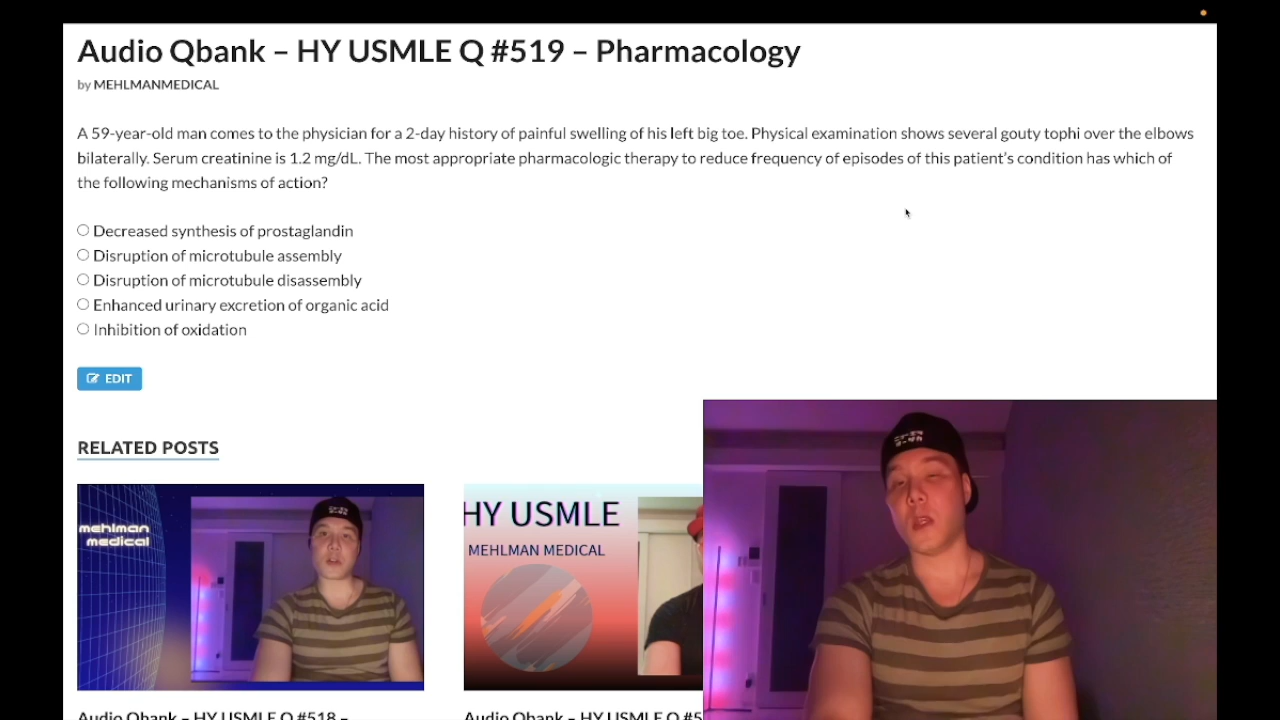 Audio Qbank – HY USMLE Q #519 – Pharmacology
by MEHLMANMEDICAL
A 59-year-old man comes to the physician for a 2-day history of painful swelling of his left big toe. Physical examination shows several gouty tophi over the elbows
bilaterally. Serum creatinine is 1.2 mg/dL. The most appropriate pharmacologic therapy to reduce frequency of episodes of this patient's condition has which of
the following mechanisms of action?
Decreased synthesis of prostaglandin
Disruption of microtubule assembly
Disruption of microtubule disassembly
Enhanced urinary excretion of organic acid
Inhibition of oxidation
EDIT
RELATED POSTS
mehlman
medical
HY USMLE
MEHLMAN MEDICAL
Audio Qbank – HY USMLE Q #518 –
Audio Qbank – HY USMLE Q #5